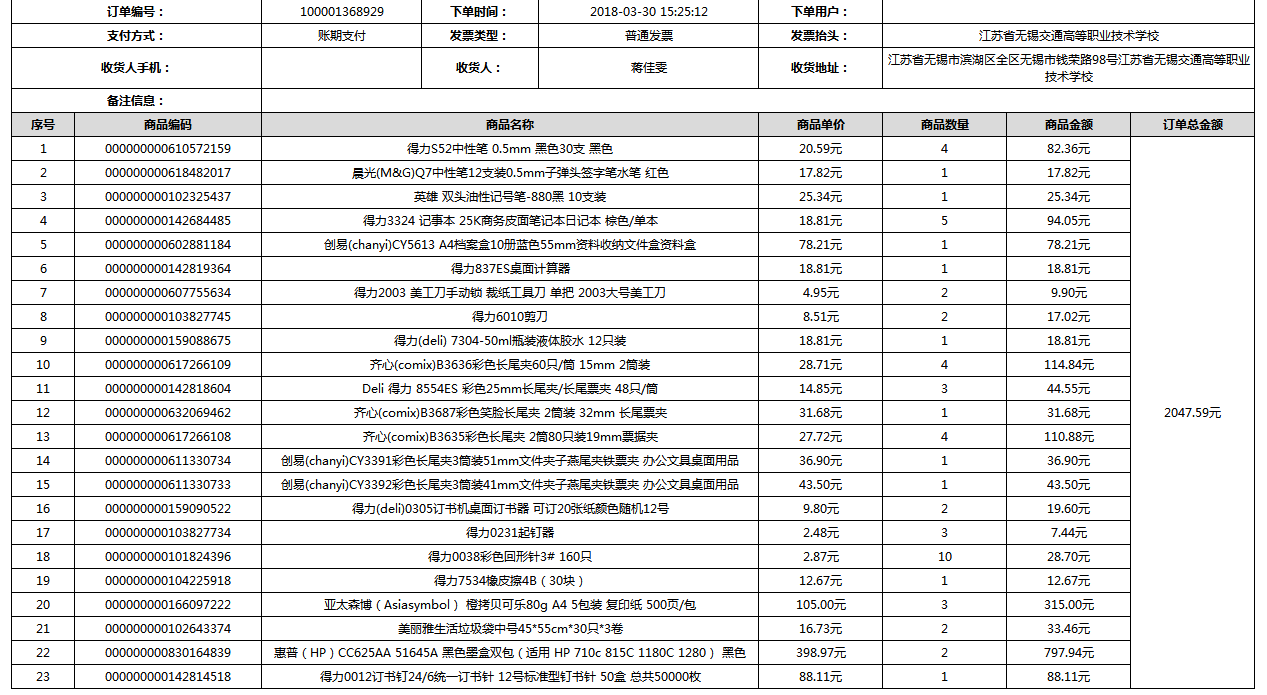 订单编号： 100001368929 下单时间： 2018-03-30 15:25:12 下单用户：
支付方式： 账期支付 发票类型： 普通发票 发票抬头： 江苏省无锡交通高等职业技术学校
收货人手机： 收货人： 蒋佳雯 收货地址： 江苏省无锡市滨湖区全区无锡市钱荣路98号江苏省无锡交通高等职业
技术学校
备注信息：
序号 商品编码 商品名称 商品单价 商品数量 商品金额 订单总金额
1 000000000610572159 得力S52中性笔 0.5mm 黑色30支 黑色 20.59元 4 82.36元
2 000000000618482017 晨光(M&G)Q7中性笔12支装0.5mm子弹头签字笔水笔 红色 17.82元 1 17.82元
3 000000000102325437 英雄 双头油性记号笔-880黑 10支装 25.34元 1 25.34元
4 000000000142684485 得力3324 记事本 25K商务皮面笔记本日记本 棕色/单本 18.81元 5 94.05元
5 000000000602881184 创易(chanyi)CY5613 A4档案盒10册蓝色55mm资料收纳文件盒资料盒 78.21元 1 78.21元
6 000000000142819364 得力837ES桌面计算器 18.81元 1 18.81元
7 000000000607755634 得力2003 美工刀手动锁 裁纸工具刀 单把 2003大号美工刀 4.95元 2 9.90元
8 000000000103827745 得力6010剪刀 8.51元 2 17.02元
9 000000000159088675 得力(deli) 7304-50ml瓶装液体胶水 12只装 18.81元 1 18.81元
10 000000000617266109 齐心(comix)B3636彩色长尾夹60只/筒 15mm 2筒装 28.71元 4 114.84元
11 000000000142818604 Deli 得力 8554ES 彩色25mm长尾夹/长尾票夹 48只/筒 14.85元 3 44.55元
12 000000000632069462 齐心(comix)B3687彩色笑脸长尾夹 2筒装 32mm 长尾票夹 31.68元 1 31.68元 2047.59元
13 000000000617266108 齐心(comix)B3635彩色长尾夹 2筒80只装19mm票据夹 27.72元 4 110.88元
14 000000000611330734 创易(chanyi)CY3391彩色长尾夹3筒装51mm文件夹子燕尾夹铁票夹 办公文具桌面用品 36.90元 1 36.90元
15 000000000611330733 创易(chanyi)CY3392彩色长尾夹3筒装41mm文件夹子燕尾夹铁票夹 办公文具桌面用品 43.50元 1 43.50元
16 000000000159090522 得力(deli)0305订书机桌面订书器 可订20张纸颜色随机12号 9.80元 2 19.60元
17 000000000103827734 得力0231起钉器 2.48元 3 7.44元
18 000000000101824396 得力0038彩色回形针3# 160只 2.87元 10 28.70元
19 000000000104225918 得力7534橡皮擦4B（30块） 12.67元 1 12.67元
20 000000000166097222 亚太森博（Asiasymbol） 橙拷贝可乐80g A4 5包装 复印纸 500页/包 105.00元 3 315.00元
21 000000000102643374 美丽雅生活垃圾袋中号45*55cm*30只*3卷 16.73元 2 33.46元
22 000000000830164839 惠普（HP）CC625AA 51645A 黑色墨盒双包（适用 HP 710c 815C 1180C 1280） 黑色 398.97元 2 797.94元
23 000000000142814518 得力0012订书钉24/6统一订书针 12号标准型钉书针 50盒 总共50000枚 88.11元 1 88.11元